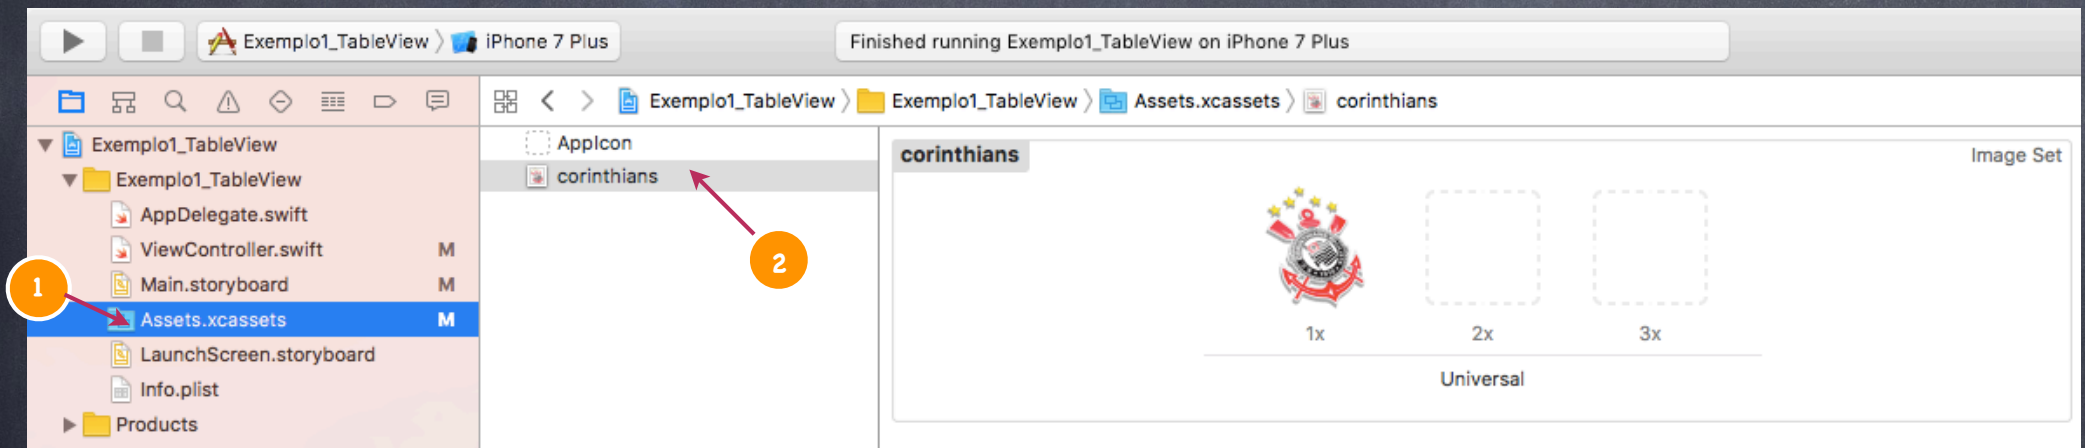 Exemplo1_TableView iPhone 7 Plus
Finished running Exemplo1_TableView on iPhone 7 Plus
Exemplo1_TableView Exemplo1_TableView Assets.xcassets corinthians
Exemplo1_TableView
Exemplo1_TableView
AppDelegate.swift
ViewController.swift M
Main.storyboard M
Assets.xcassets M
LaunchScreen.storyboard
Info.plist
Products
1
AppIcon
corinthians
2
corinthians Image Set
1x 2x 3x
Universal